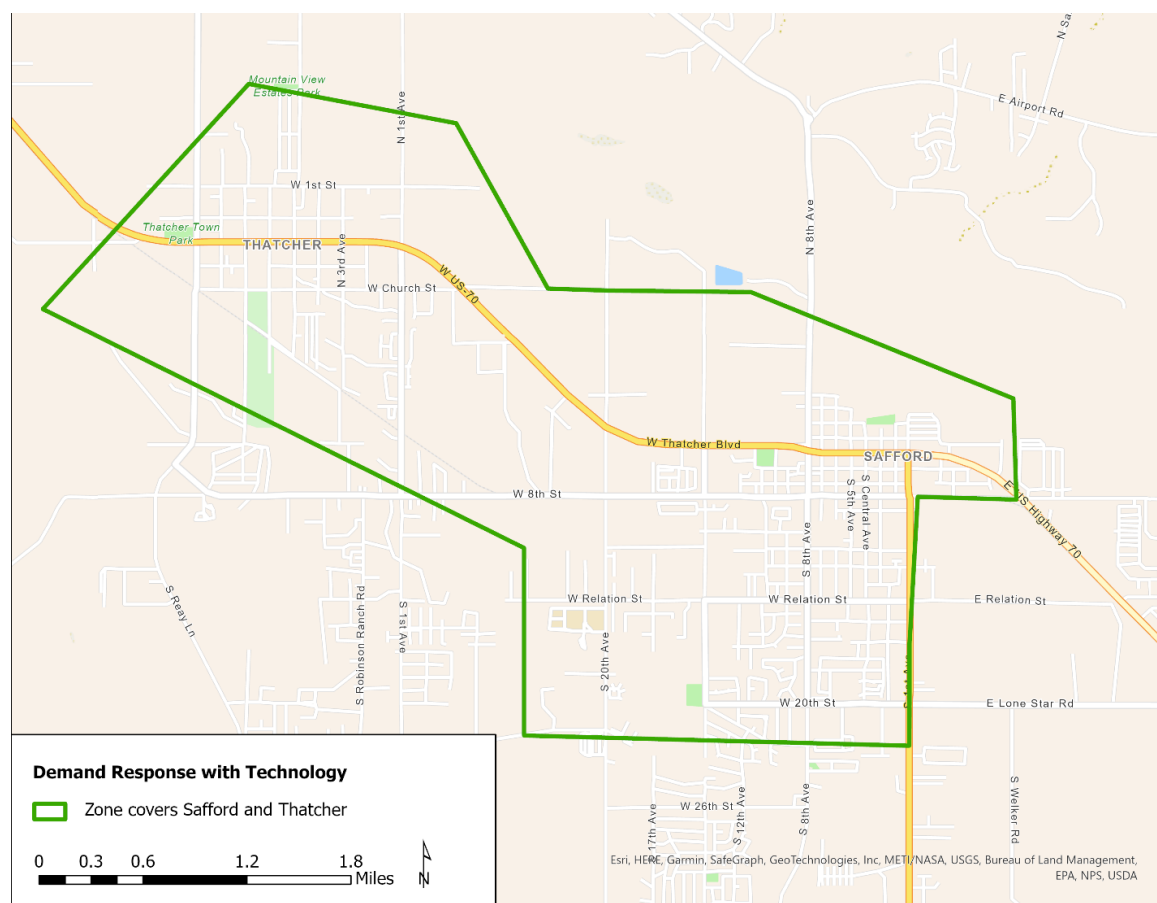 Mountain View
Estates Park
N 1st Ave
N 8th Ave
E Airport Rd
W 1st St
Thatcher Town
Park
THATCHER
N 3rd Ave
W US-70
W Church St
W Thatcher Blvd
SAFFORD
S Central Ave
S 5th Ave
W 8th St
E US Highway 70
S 8th Ave
W Relation St
W Relation St
E Relation St
S Reay Ln
S Robinson Ranch Rd
S 1st Ave
S 20th Ave
S 1st Ave
W 20th St
E Lone Star Rd
W 26th St
S 12th Ave
S 8th Ave
S Welker Rd
17th Ave
Demand Response with Technology
Zone covers Safford and Thatcher
0 0.3 0.6 1.2 1.8
Miles
N
Esri, HERE, Garmin, SafeGraph, GeoTechnologies, Inc, METI/NASA, USGS, Bureau of Land Management,
EPA, NPS, USDA